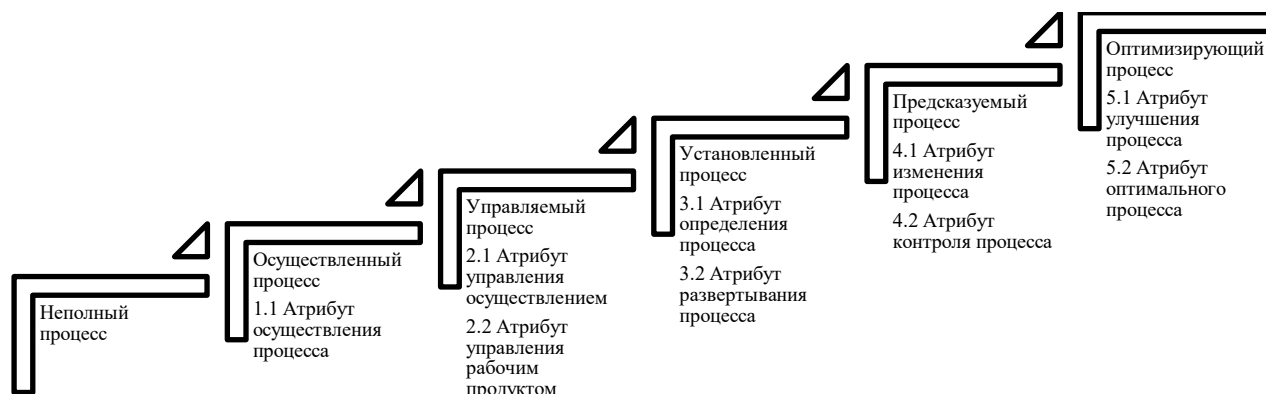 Неполный
процесс
Осуществленный
процесс
1.1 Атрибут
осуществления
процесса
Управляемый
процесс
2.1 Атрибут
управления
осуществлением
2.2 Атрибут
управления
рабочим
продуктом
Установленный
процесс
3.1 Атрибут
определения
процесса
3.2 Атрибут
развертывания
процесса
Предсказуемый
процесс
4.1 Атрибут
изменения
процесса
4.2 Атрибут
контроля процесса
Оптимизирующий
процесс
5.1 Атрибут
улучшения
процесса
5.2 Атрибут
оптимального
процесса